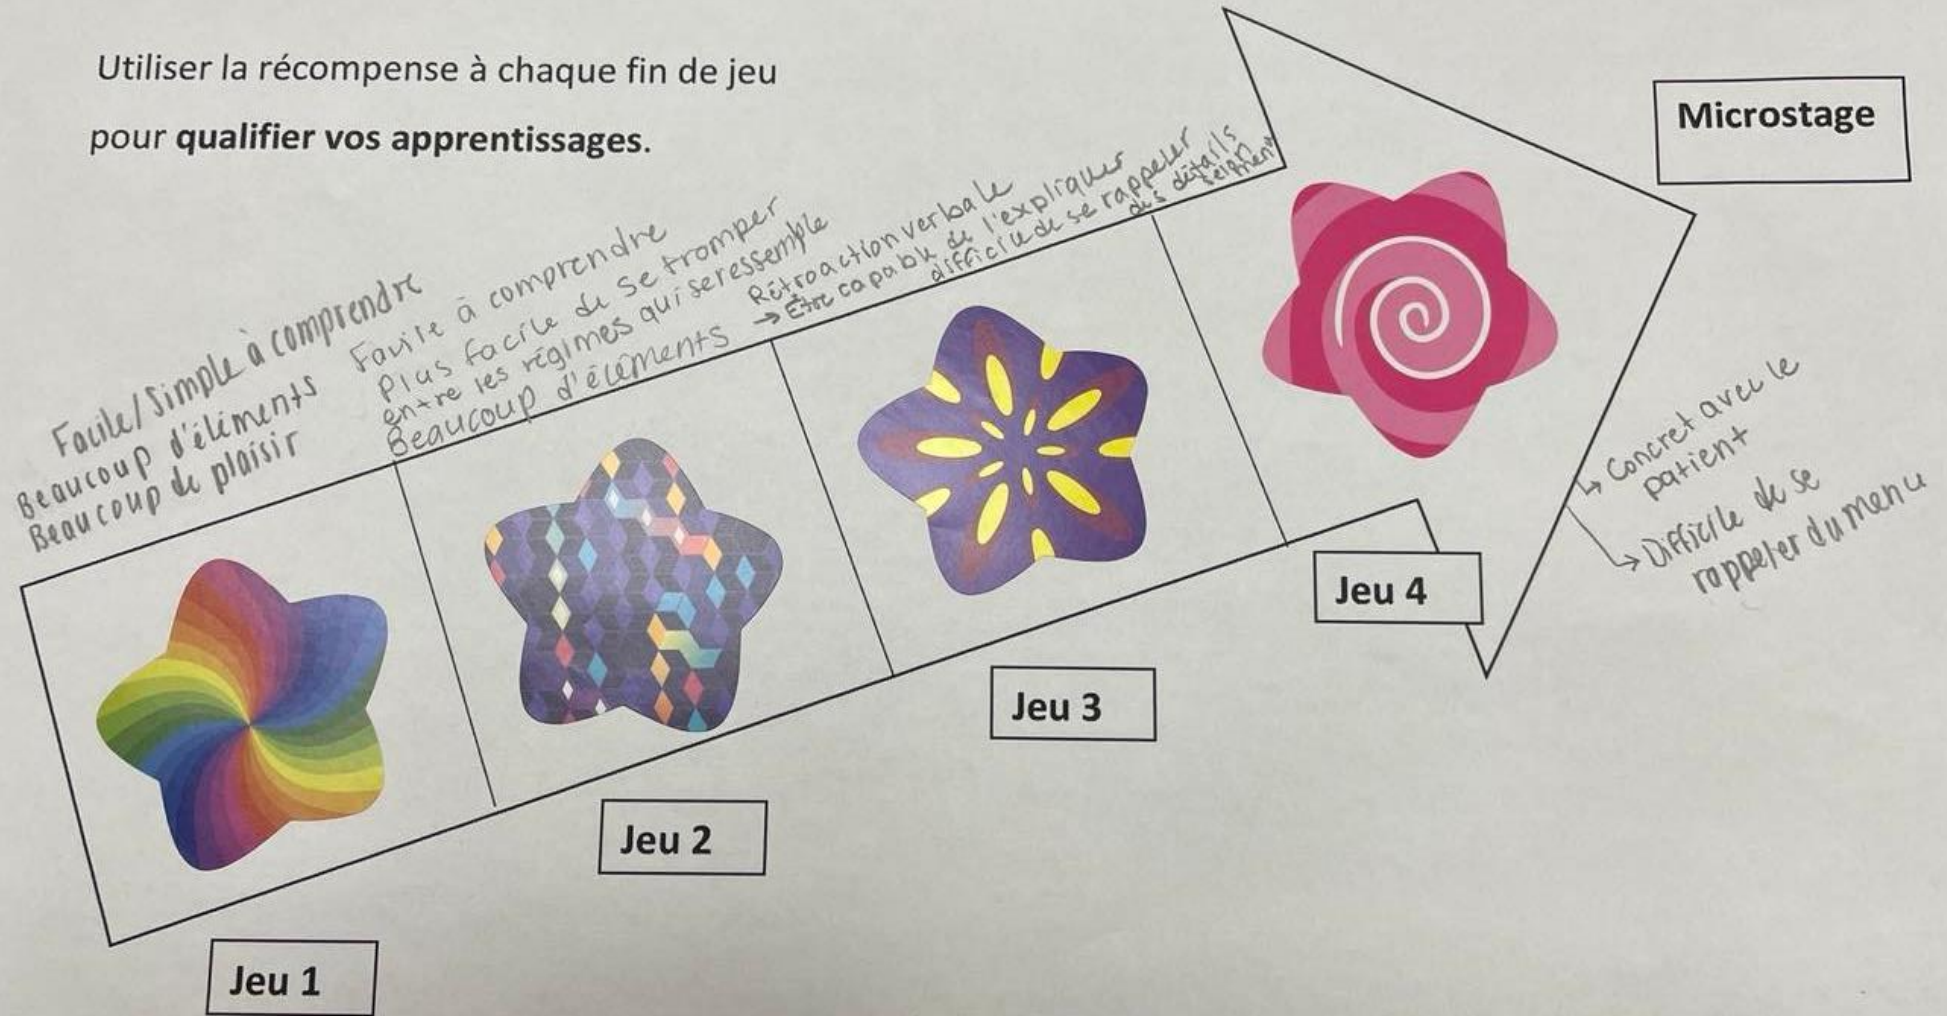 Utiliser la récompense à chaque fin de jeu
pour qualifier vos apprentissages.
Microstage
Facile/Simple à comprendre
Beaucoup d'éléments
Beaucoup de plaisir
Facile à comprendre
Plus facile de se tromper
entre les régimes qui se ressemble
Beaucoup d'éléments
Rétroaction verbale
→ Être capable de l'expliquer
difficile de se rappeler
des détails
Jeu 1
Jeu 2
Jeu 3
Jeu 4
↳ Concret avec le
patient
↳ Difficile de se
rappeler du menu